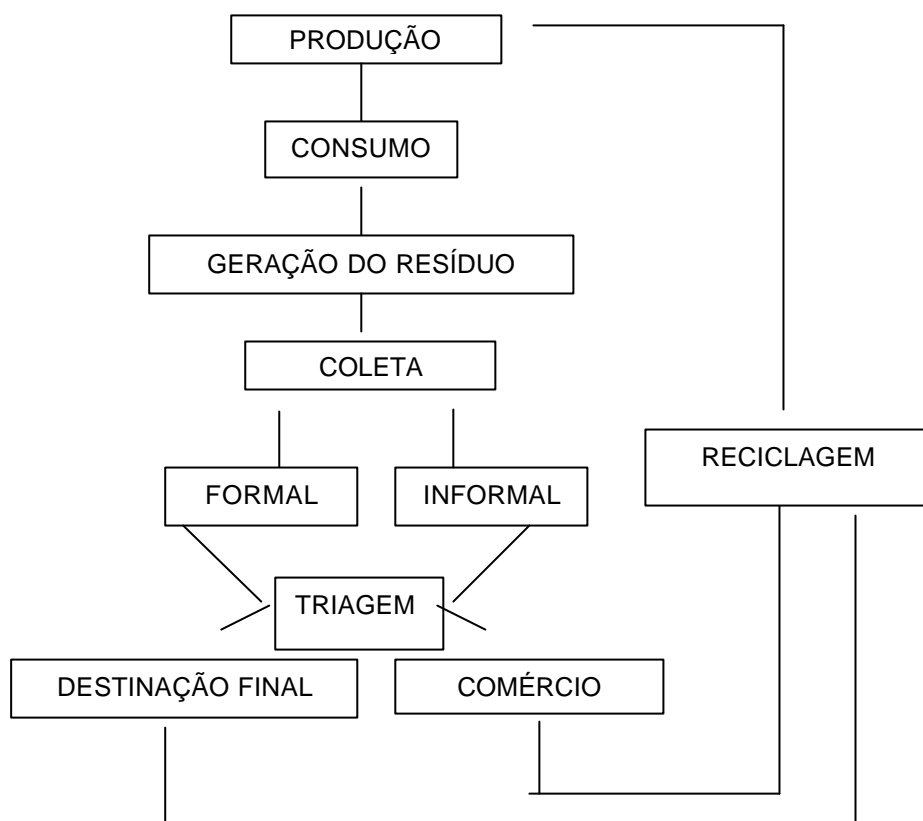 PRODUÇÃO
CONSUMO
GERAÇÃO DO RESÍDUO
COLETA
RECICLAGEM
FORMAL
INFORMAL
TRIAGEM
DESTINAÇÃO FINAL
COMÉRCIO